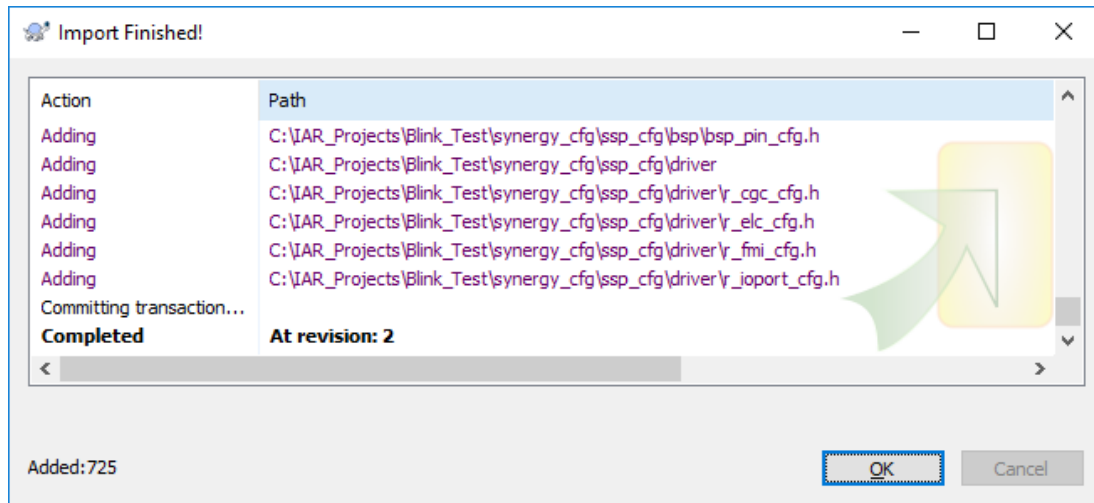 Import Finished!
Action Path
Adding C:\IAR_Projects\Blink_Test\synergy_cfg\ssp_cfg\bsp\bsp_pin_cfg.h
Adding C:\IAR_Projects\Blink_Test\synergy_cfg\ssp_cfg\driver
Adding C:\IAR_Projects\Blink_Test\synergy_cfg\ssp_cfg\driver\r_cgc_cfg.h
Adding C:\IAR_Projects\Blink_Test\synergy_cfg\ssp_cfg\driver\r_elc_cfg.h
Adding C:\IAR_Projects\Blink_Test\synergy_cfg\ssp_cfg\driver\r_fmi_cfg.h
Adding C:\IAR_Projects\Blink_Test\synergy_cfg\ssp_cfg\driver\r_ioport_cfg.h
Committing transaction...
Completed At revision: 2
Added:725 OK Cancel